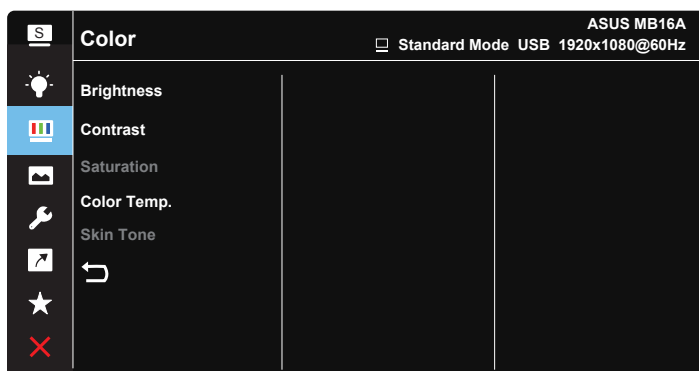 S
Color
ASUS MB16A
Standard Mode USB 1920x1080@60Hz
Brightness
Contrast
Saturation
Color Temp.
Skin Tone